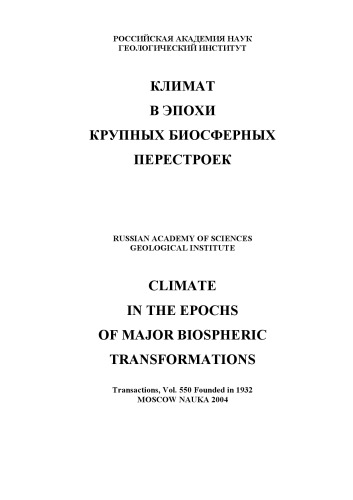 РОССИЙСКАЯ АКАДЕМИЯ НАУК
ГЕОЛОГИЧЕСКИЙ ИНСТИТУТ
КЛИМАТ
В ЭПОХИ
КРУПНЫХ БИОСФЕРНЫХ
ПЕРЕСТРОЕК
RUSSIAN ACADEMY OF SCIENCES
GEOLOGICAL INSTITUTE
CLIMATE
IN THE EPOCHS
OF MAJOR BIOSPHERIC
TRANSFORMATIONS
Transactions, Vol. 550 Founded in 1932
MOSCOW NAUKA 2004